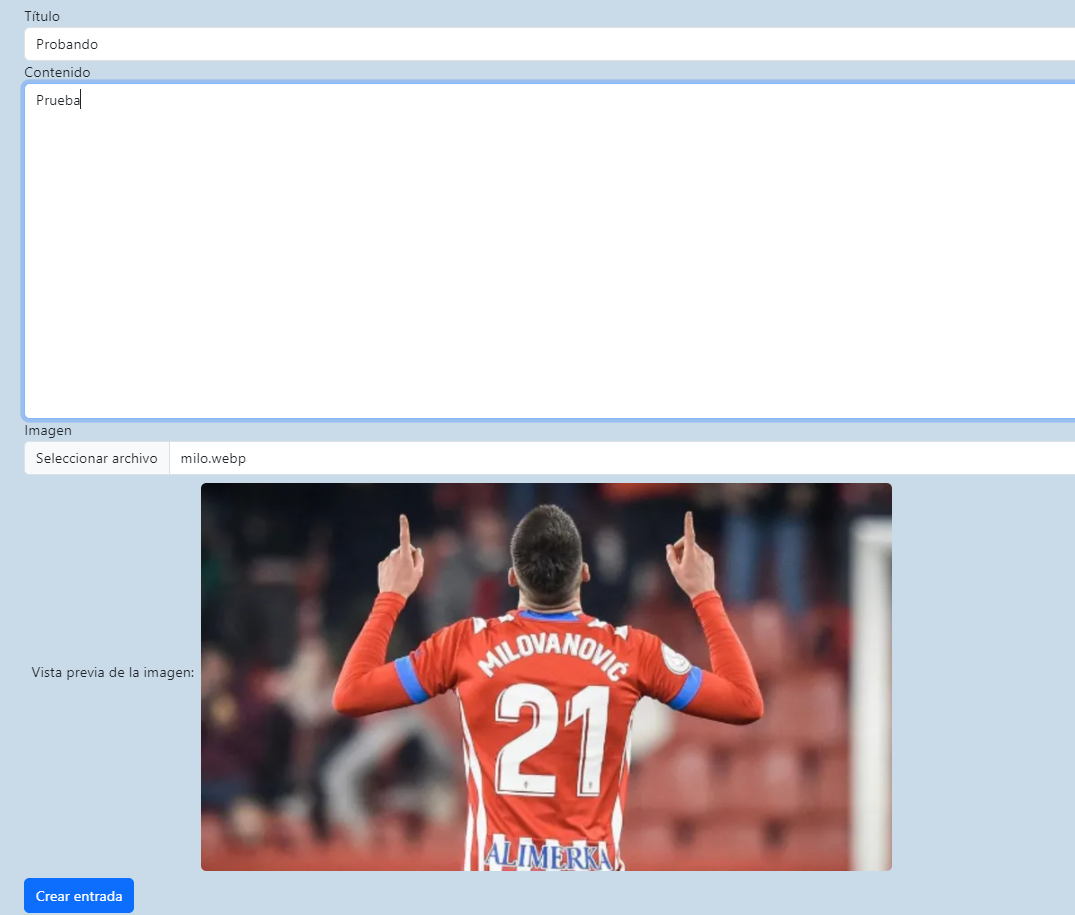 Título
Probando
Contenido
Prueba
Imagen
Seleccionar archivo milo.webp
Vista previa de la imagen:
MILOVANOVIĆ
21
ALIMERKA
Crear entrada